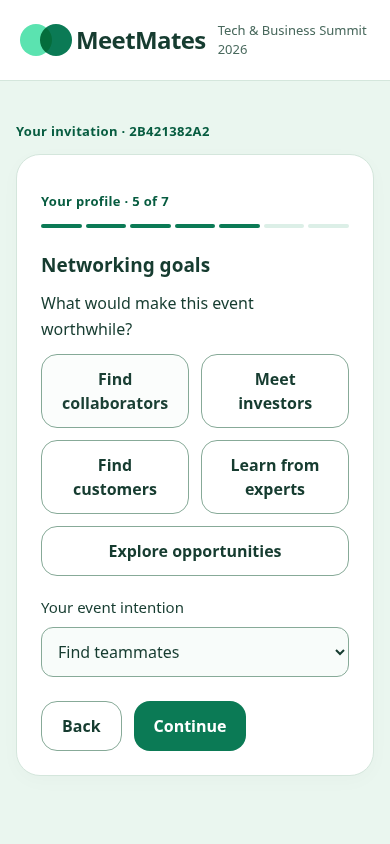 MeetMates
Tech & Business Summit
2026
Your invitation · 2B421382A2
Your profile · 5 of 7
Networking goals
What would make this event
worthwhile?
Find
collaborators
Meet
investors
Find
customers
Learn from
experts
Explore opportunities
Your event intention
Find teammates
Back
Continue